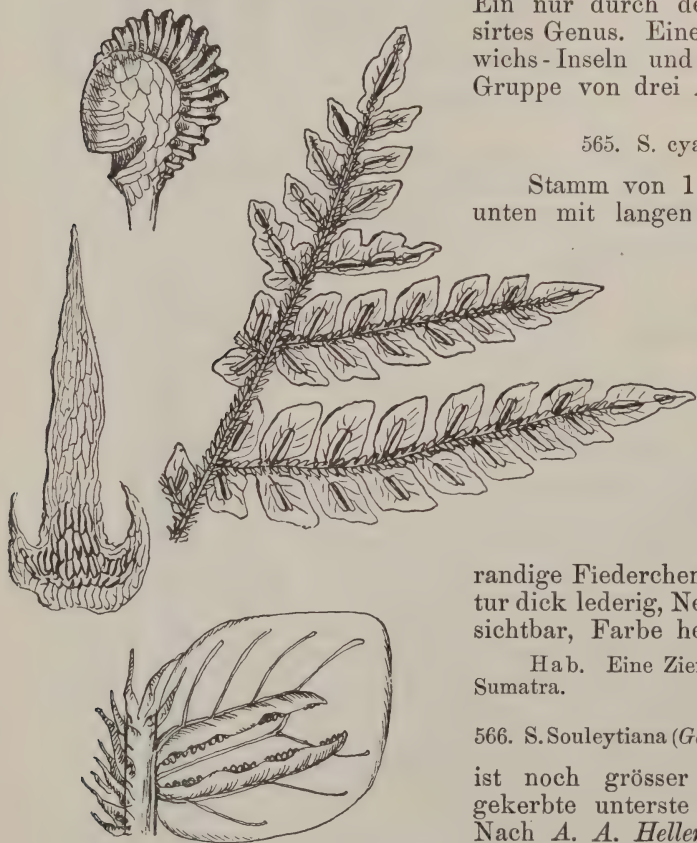 Ein nur durch de
sirtes Genus. Eine
wichs-Inseln und
Gruppe von drei
565. S. cya
Stamm von 1
unten mit langen
randige Fiedercher
tur dick lederig, Ne
sichtbar, Farbe he
Hab. Eine Zier
Sumatra.
566. S. Souleytiana (G
ist noch grösser
gekerbte unterste
Nach A. A. Heller